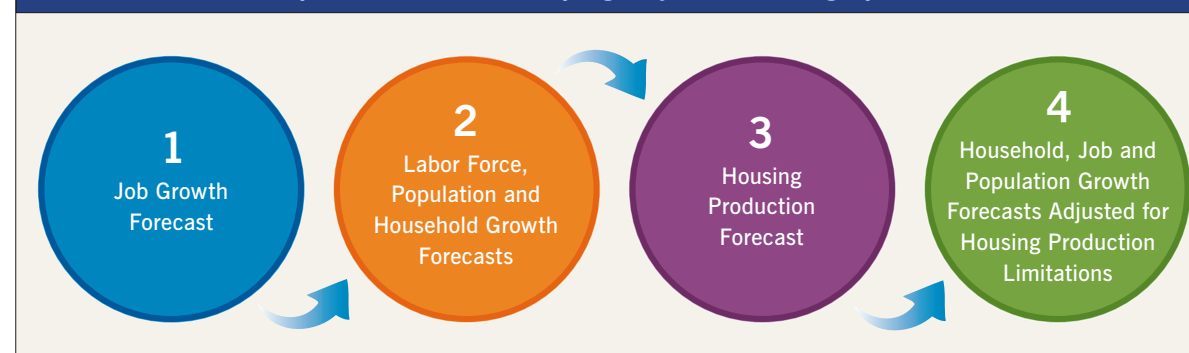 1
Job Growth
Forecast
2
Labor Force,
Population and
Household Growth
Forecasts
3
Housing
Production
Forecast
4
Household, Job and
Population Growth
Forecasts Adjusted for
Housing Production
Limitations